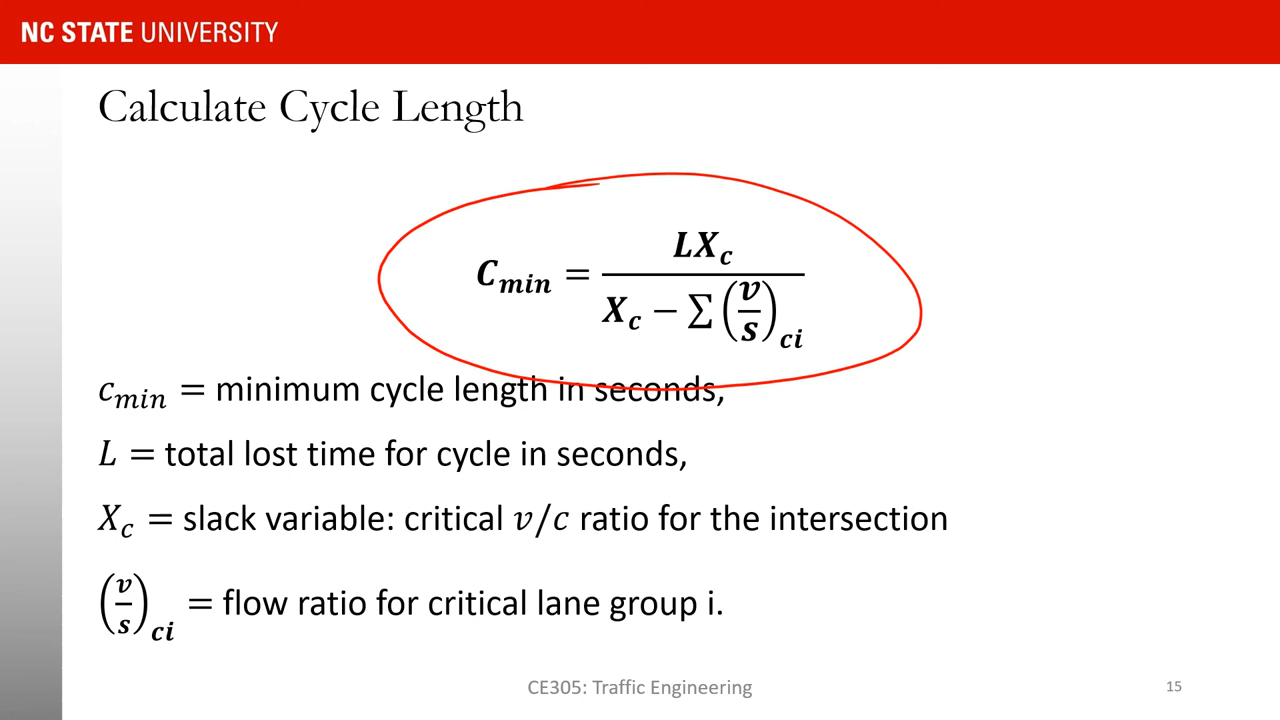 NC STATE UNIVERSITY
Calculate Cycle Length
C_min = LX_c / (X_c − ∑(v/s)_ci)
c_min = minimum cycle length in seconds,
L = total lost time for cycle in seconds,
X_c = slack variable: critical v/c ratio for the intersection
(v/s)_ci = flow ratio for critical lane group i.
CE305: Traffic Engineering
15